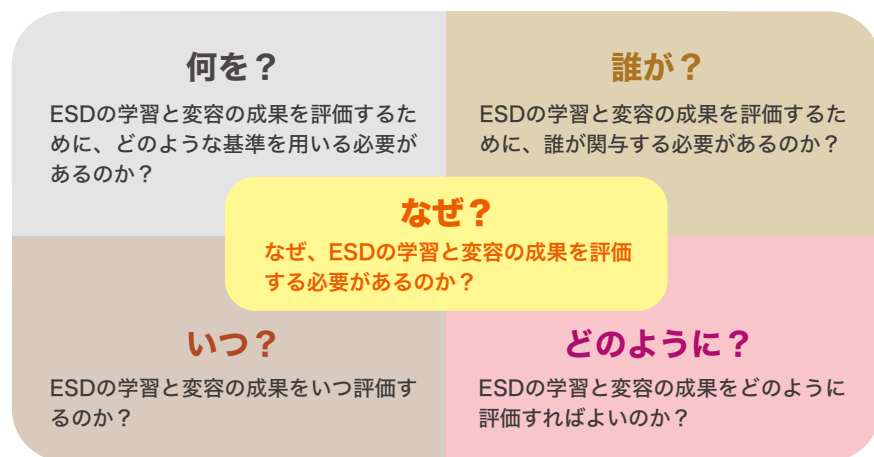 何を？
ESDの学習と変容の成果を評価するた
めに、どのような基準を用いる必要が
あるのか？
誰が？
ESDの学習と変容の成果を評価するた
めに、誰が関与する必要があるのか？
なぜ？
なぜ、ESDの学習と変容の成果を評価
する必要があるのか？
いつ？
ESDの学習と変容の成果をいつ評価す
るのか？
どのように？
ESDの学習と変容の成果をどのように
評価すればよいのか？